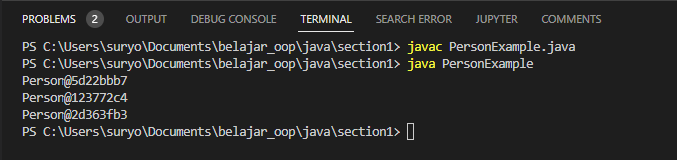 PROBLEMS 2 OUTPUT DEBUG CONSOLE TERMINAL SEARCH ERROR JUPYTER COMMENTS
PS C:\Users\suryo\Documents\belajar_oop\java\section1> javac PersonExample.java
PS C:\Users\suryo\Documents\belajar_oop\java\section1> java PersonExample
Person@5d22bbb7
Person@123772c4
Person@2d363fb3
PS C:\Users\suryo\Documents\belajar_oop\java\section1>